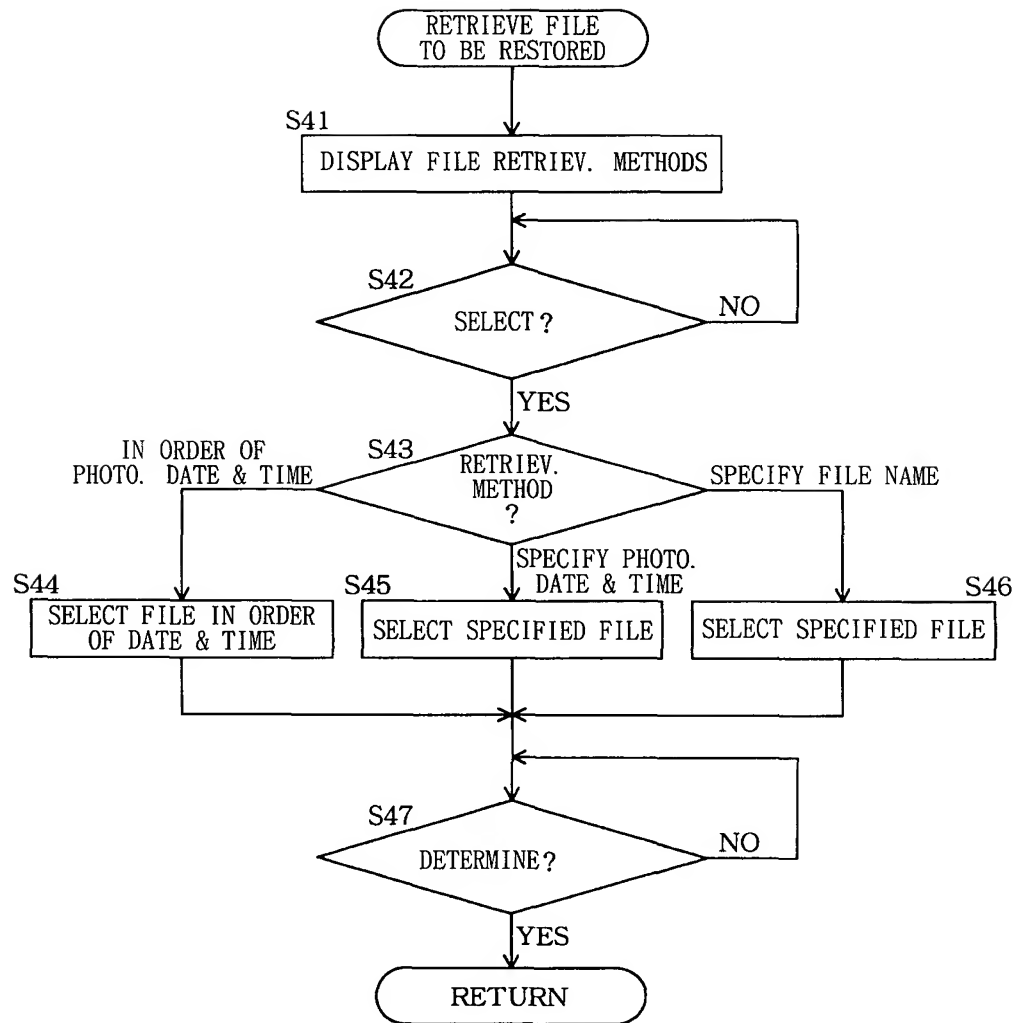 RETRIEVE FILE
TO BE RESTORED
S41
DISPLAY FILE RETRIEV. METHODS
S42
SELECT?
NO
YES
IN ORDER OF
PHOTO. DATE & TIME
S43
RETRIEV.
METHOD
?
SPECIFY FILE NAME
SPECIFY PHOTO.
DATE & TIME
S44
SELECT FILE IN ORDER
OF DATE & TIME
S45
SELECT SPECIFIED FILE
S46
SELECT SPECIFIED FILE
S47
DETERMINE?
NO
YES
RETURN